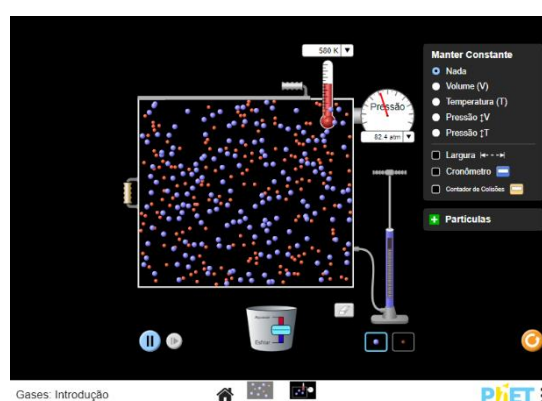 580 K
Manter Constante
Nada
Volume (V)
Temperatura (T)
Pressão ↕V
Pressão ↕T
Largura
Cronômetro
Contador de Colisões
Partículas
Pressão
82.4 atm
Esfriar
Gases: Introdução
PhET